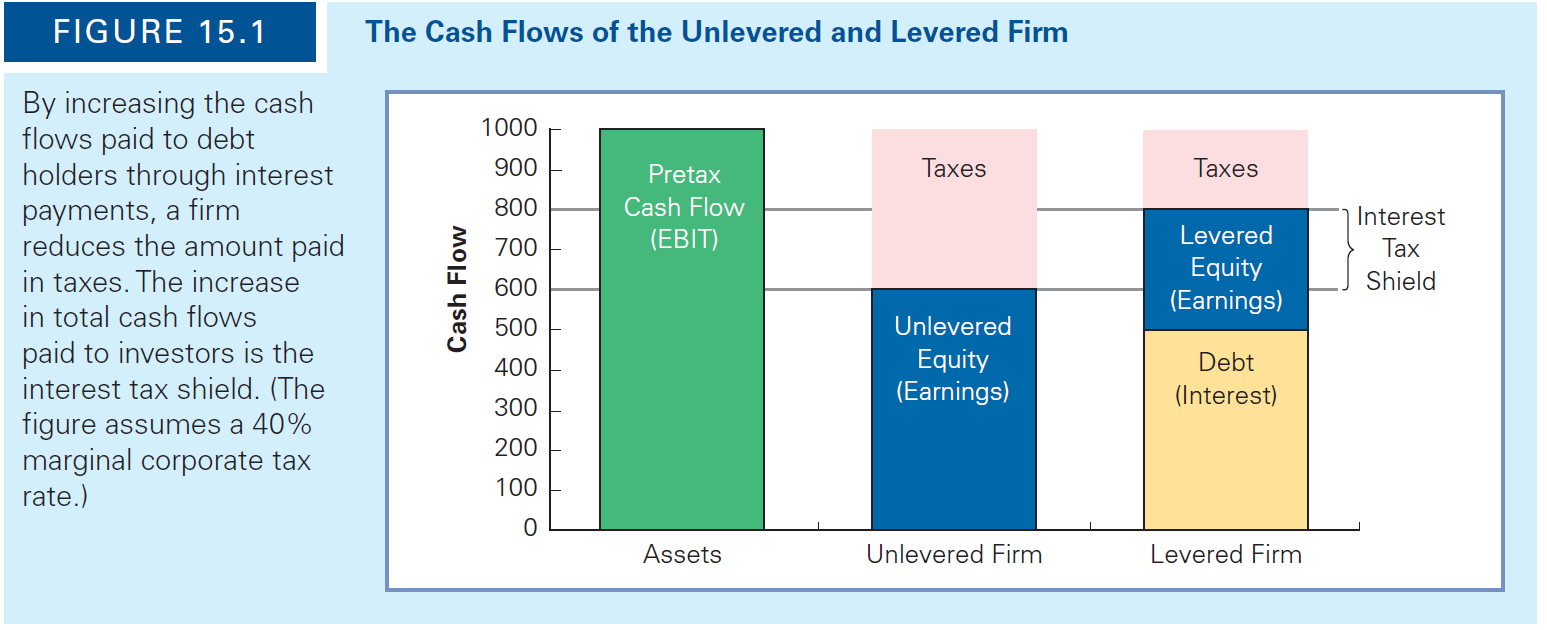 FIGURE 15.1
The Cash Flows of the Unlevered and Levered Firm
By increasing the cash
flows paid to debt
holders through interest
payments, a firm
reduces the amount paid
in taxes. The increase
in total cash flows
paid to investors is the
interest tax shield. (The
figure assumes a 40%
marginal corporate tax
rate.)
Cash Flow
1000
900
800
700
600
500
400
300
200
100
0
Pretax
Cash Flow
(EBIT)
Taxes
Unlevered
Equity
(Earnings)
Taxes
Levered
Equity
(Earnings)
Debt
(Interest)
Interest
Tax
Shield
Assets
Unlevered Firm
Levered Firm